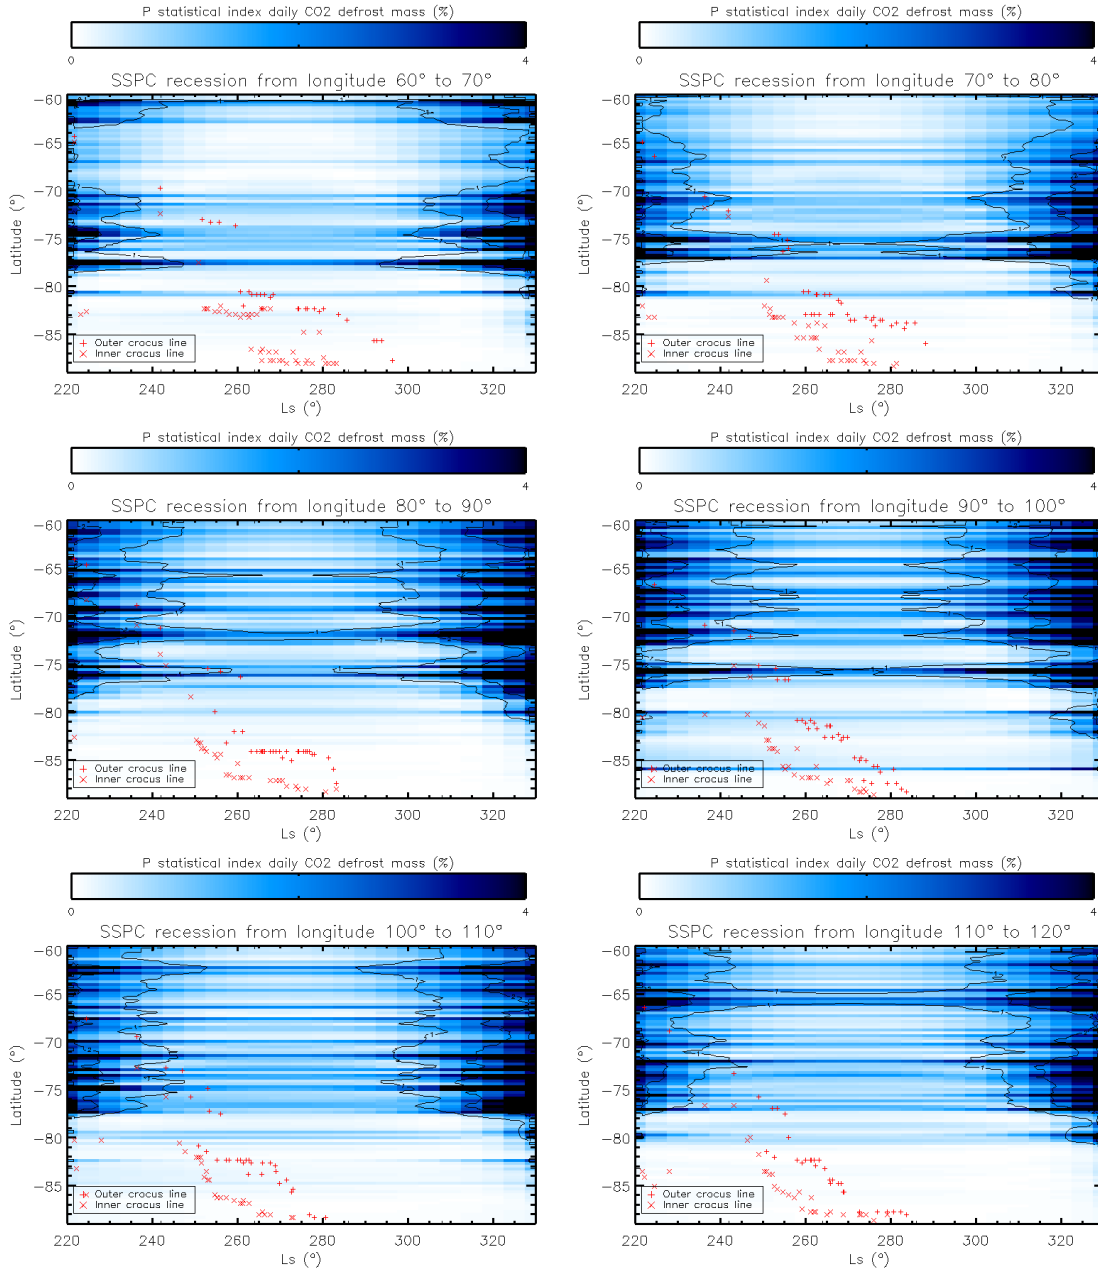 P statistical index daily CO2 defrost mass (%)
0 4
SSPC recession from longitude 60° to 70°
Latitude (°)
-60
-65
-70
-75
-80
-85
+ Outer crocus line
× Inner crocus line
220 240 260 280 300 320
Ls (°)
P statistical index daily CO2 defrost mass (%)
0 4
SSPC recession from longitude 70° to 80°
Latitude (°)
-60
-65
-70
-75
-80
-85
+ Outer crocus line
× Inner crocus line
220 240 260 280 300 320
Ls (°)
P statistical index daily CO2 defrost mass (%)
0 4
SSPC recession from longitude 80° to 90°
Latitude (°)
-60
-65
-70
-75
-80
-85
+ Outer crocus line
× Inner crocus line
220 240 260 280 300 320
Ls (°)
P statistical index daily CO2 defrost mass (%)
0 4
SSPC recession from longitude 90° to 100°
Latitude (°)
-60
-65
-70
-75
-80
-85
+ Outer crocus line
× Inner crocus line
220 240 260 280 300 320
Ls (°)
P statistical index daily CO2 defrost mass (%)
0 4
SSPC recession from longitude 100° to 110°
Latitude (°)
-60
-65
-70
-75
-80
-85
+ Outer crocus line
× Inner crocus line
220 240 260 280 300 320
Ls (°)
P statistical index daily CO2 defrost mass (%)
0 4
SSPC recession from longitude 110° to 120°
Latitude (°)
-60
-65
-70
-75
-80
-85
+ Outer crocus line
× Inner crocus line
220 240 260 280 300 320
Ls (°)